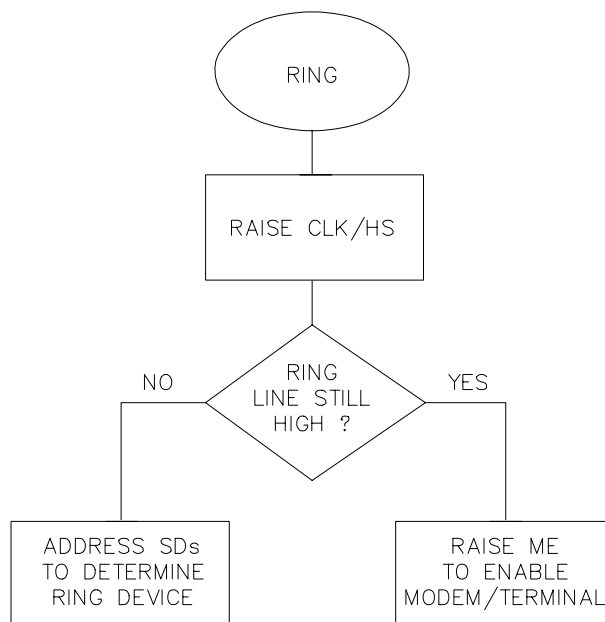 RING
RAISE CLK/HS
RING
LINE STILL
HIGH ?
NO
YES
ADDRESS SDs
TO DETERMINE
RING DEVICE
RAISE ME
TO ENABLE
MODEM/TERMINAL